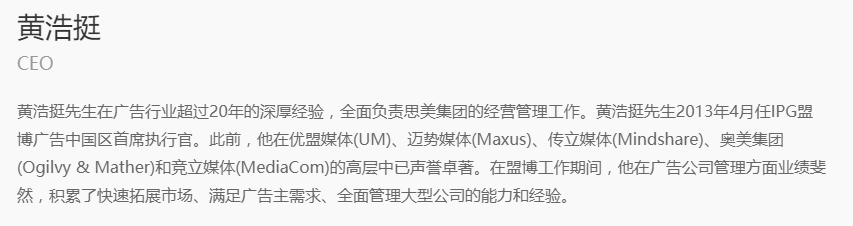 黄浩挺
CEO
黄浩挺先生在广告行业超过20年的深厚经验，全面负责思美集团的经营管理工作。黄浩挺先生2013年4月任IPG盟
博广告中国区首席执行官。此前，他在优盟媒体(UM)、迈势媒体(Maxus)、传立媒体(Mindshare)、奥美集团
(Ogilvy & Mather)和竞立媒体(MediaCom)的高层中已声誉卓著。在盟博工作期间，他在广告公司管理方面业绩斐
然，积累了快速拓展市场、满足广告主需求、全面管理大型公司的能力和经验。